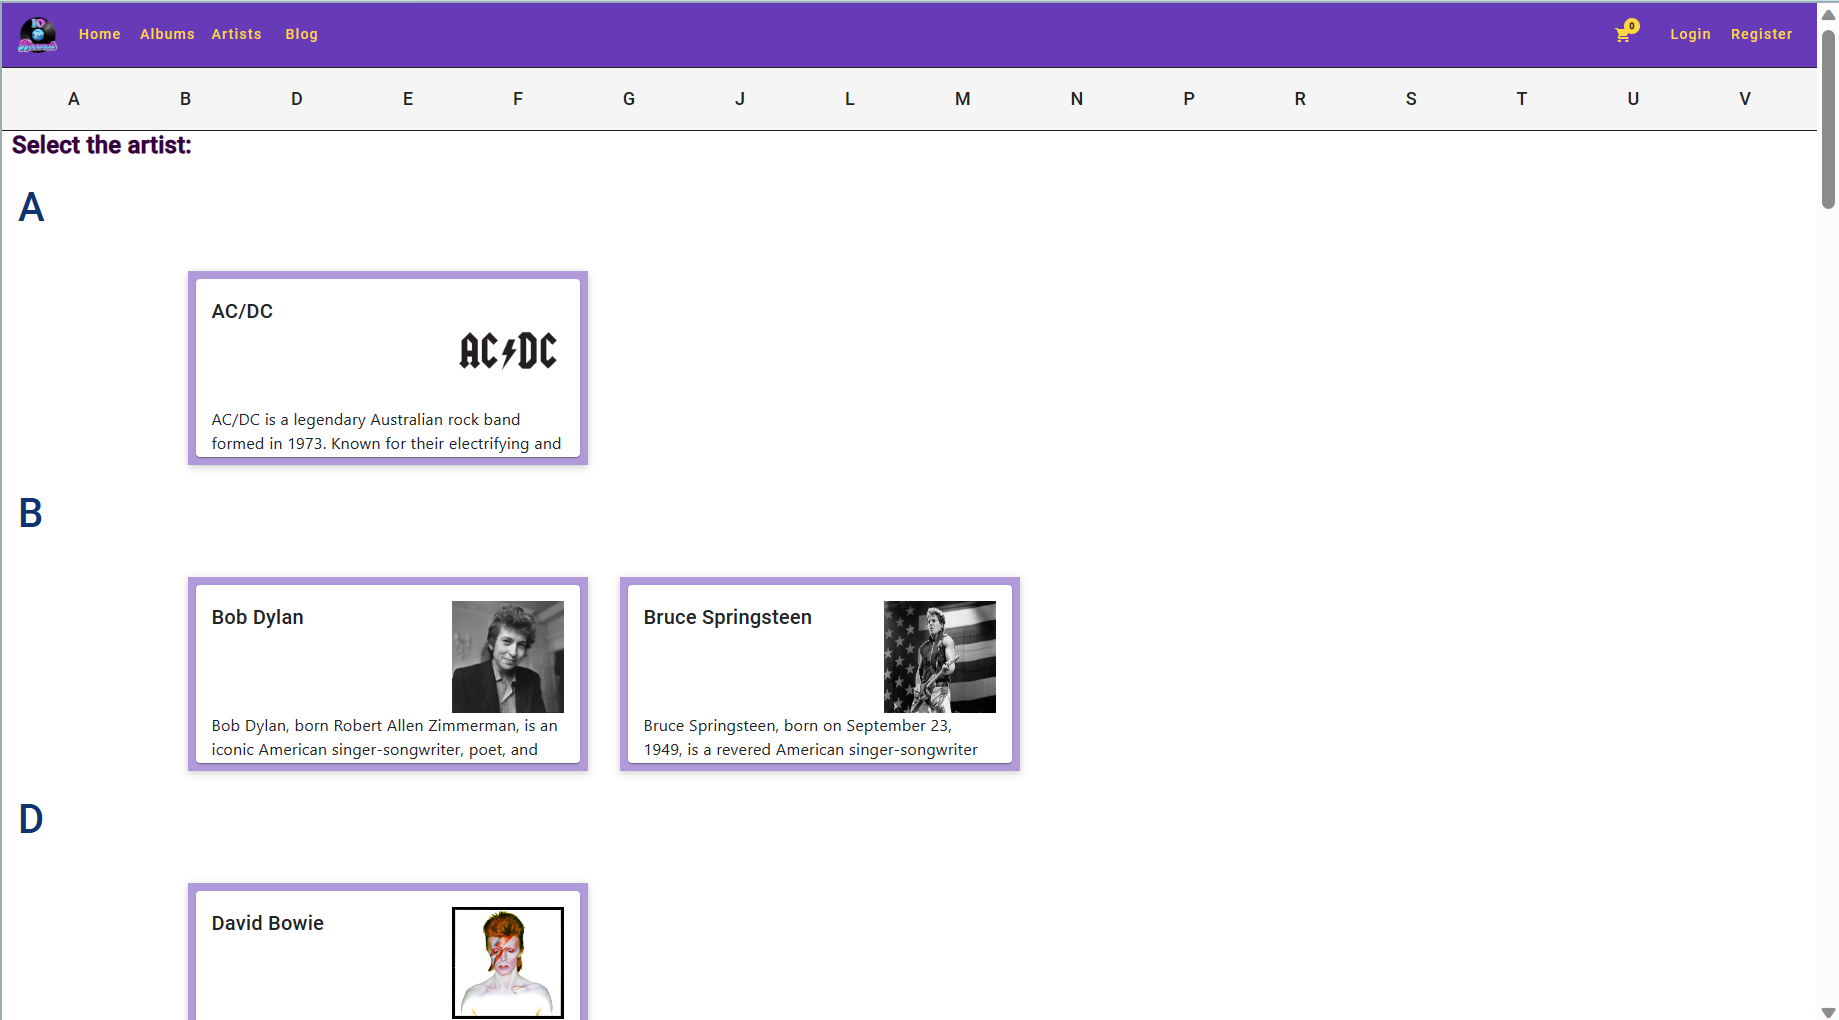 Home Albums Artists Blog 0 Login Register
A B D E F G J L M N P R S T U V
Select the artist:
A
AC/DC
AC DC
AC/DC is a legendary Australian rock band
formed in 1973. Known for their electrifying and
B
Bob Dylan
Bob Dylan, born Robert Allen Zimmerman, is an
iconic American singer-songwriter, poet, and
Bruce Springsteen
Bruce Springsteen, born on September 23,
1949, is a revered American singer-songwriter
D
David Bowie